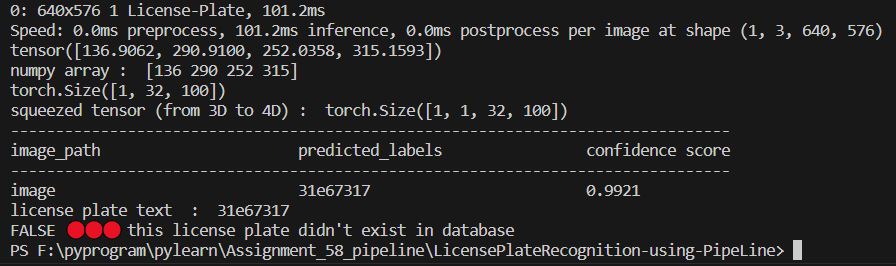 0: 640x576 1 License-Plate, 101.2ms
Speed: 0.0ms preprocess, 101.2ms inference, 0.0ms postprocess per image at shape (1, 3, 640, 576)
tensor([136.9062, 290.9100, 252.0358, 315.1593])
numpy array :  [136 290 252 315]
torch.Size([1, 32, 100])
squeezed tensor (from 3D to 4D) :  torch.Size([1, 1, 32, 100])
--------------------------------------------------------------------------------
image_path                      predicted_labels                confidence score
--------------------------------------------------------------------------------
image                           31e67317                        0.9921
license plate text  :  31e67317
FALSE 🔴🔴🔴 this license plate didn't exist in database
PS F:\pyprogram\pylearn\Assignment_58_pipeline\LicensePlateRecognition-using-PipeLine>